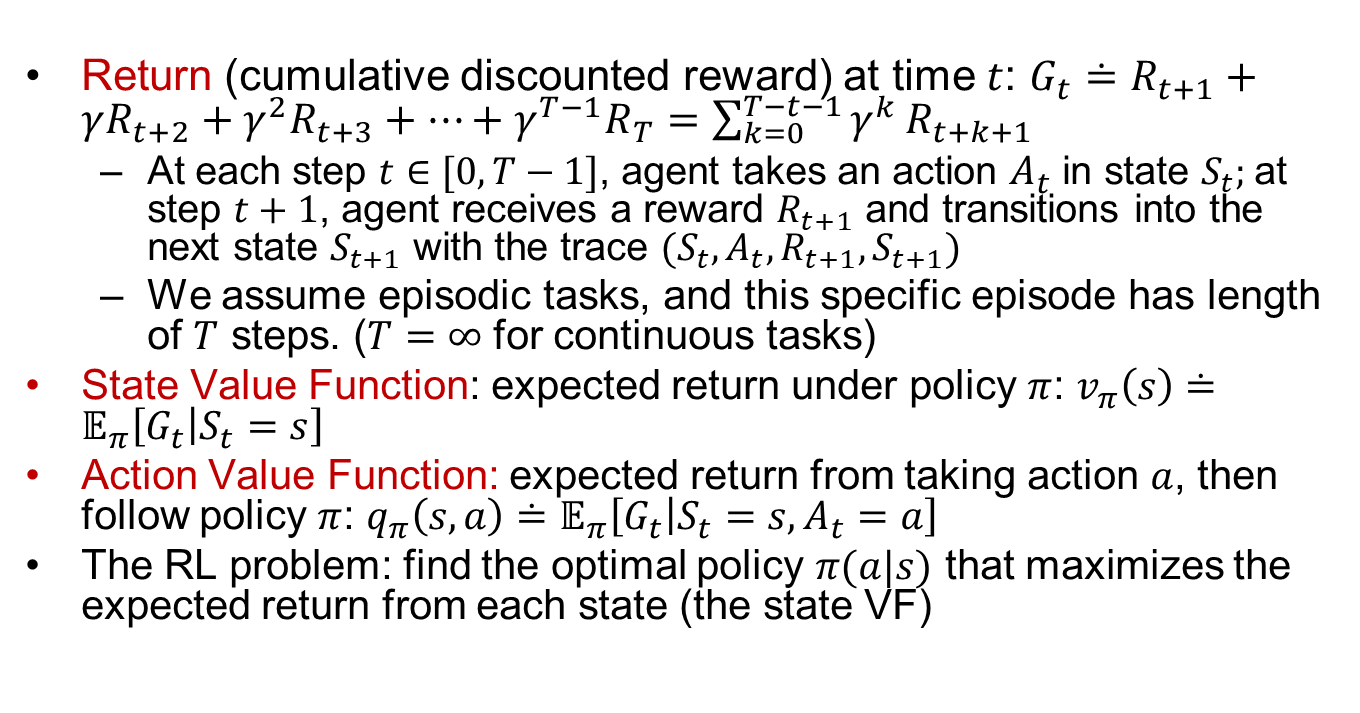 • Return (cumulative discounted reward) at time 𝑡: 𝐺ₜ ≐ 𝑅ₜ₊₁ +
𝛾𝑅ₜ₊₂ + 𝛾²𝑅ₜ₊₃ + ⋯ + 𝛾ᵀ⁻¹𝑅_T = ∑_{k=0}^{T−t−1} 𝛾ᵏ 𝑅ₜ₊ₖ₊₁
– At each step 𝑡 ∈ [0, 𝑇 − 1], agent takes an action 𝐴ₜ in state 𝑆ₜ; at
step 𝑡 + 1, agent receives a reward 𝑅ₜ₊₁ and transitions into the
next state 𝑆ₜ₊₁ with the trace (𝑆ₜ, 𝐴ₜ, 𝑅ₜ₊₁, 𝑆ₜ₊₁)
– We assume episodic tasks, and this specific episode has length
of 𝑇 steps. (𝑇 = ∞ for continuous tasks)
• State Value Function: expected return under policy 𝜋: 𝑣_𝜋(𝑠) ≐
𝔼_𝜋[𝐺ₜ|𝑆ₜ = 𝑠]
• Action Value Function: expected return from taking action 𝑎, then
follow policy 𝜋: 𝑞_𝜋(𝑠, 𝑎) ≐ 𝔼_𝜋[𝐺ₜ|𝑆ₜ = 𝑠, 𝐴ₜ = 𝑎]
• The RL problem: find the optimal policy 𝜋(𝑎|𝑠) that maximizes the
expected return from each state (the state VF)